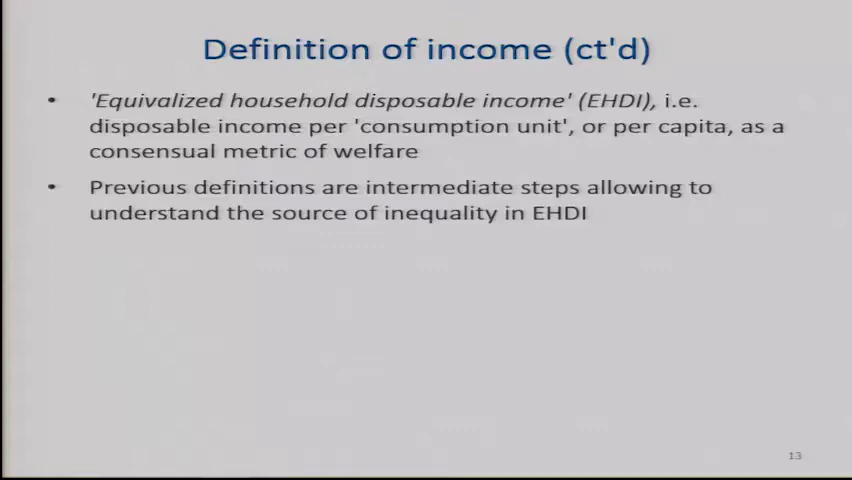 Definition of income (ct'd)
• 'Equivalized household disposable income' (EHDI), i.e.
disposable income per 'consumption unit', or per capita, as a
consensual metric of welfare
• Previous definitions are intermediate steps allowing to
understand the source of inequality in EHDI
13